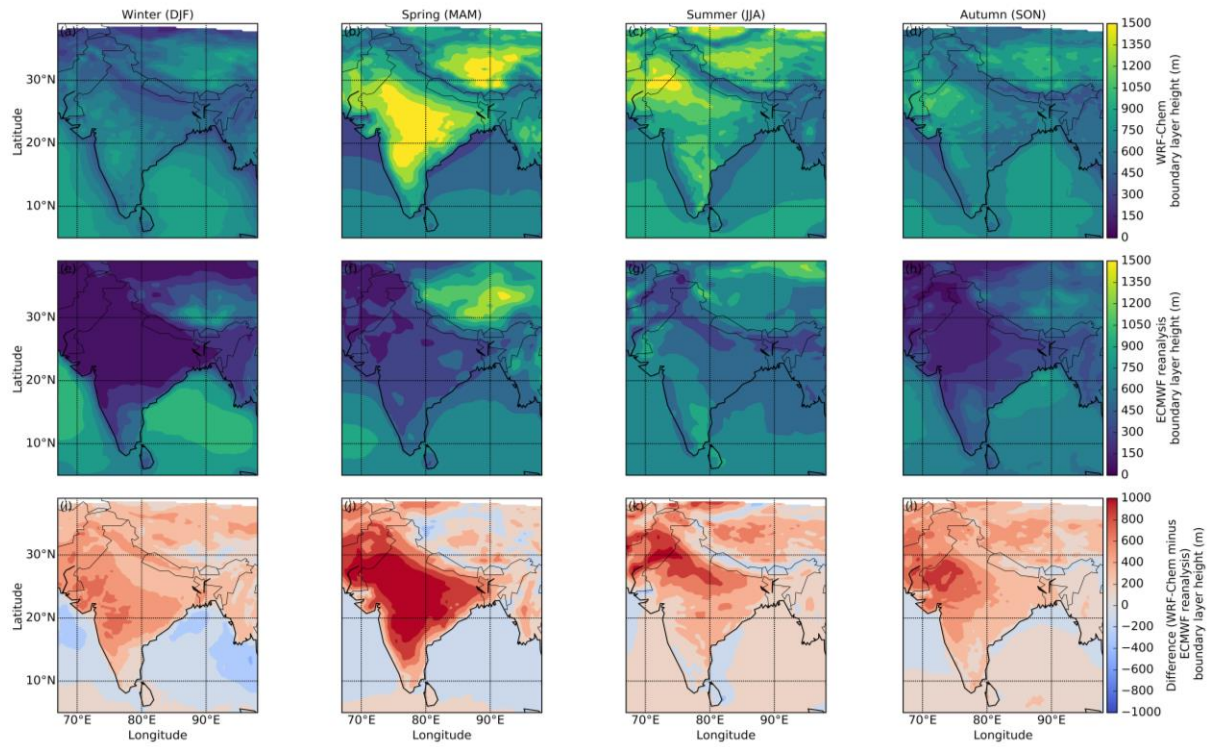 Winter (DJF)
Spring (MAM)
Summer (JJA)
Autumn (SON)
(a)
(b)
(c)
(d)
30°N
20°N
10°N
Latitude
1500
1350
1200
1050
900
750
600
450
300
150
0
WRF-Chem
boundary layer height (m)
(e)
(f)
(g)
(h)
30°N
20°N
10°N
Latitude
1500
1350
1200
1050
900
750
600
450
300
150
0
ECMWF reanalysis
boundary layer height (m)
(i)
(j)
(k)
(l)
30°N
20°N
10°N
Latitude
70°E
80°E
90°E
Longitude
70°E
80°E
90°E
Longitude
70°E
80°E
90°E
Longitude
70°E
80°E
90°E
Longitude
1000
800
600
400
200
0
−200
−400
−600
−800
−1000
Difference (WRF-Chem minus
ECMWF reanalysis)
boundary layer height (m)